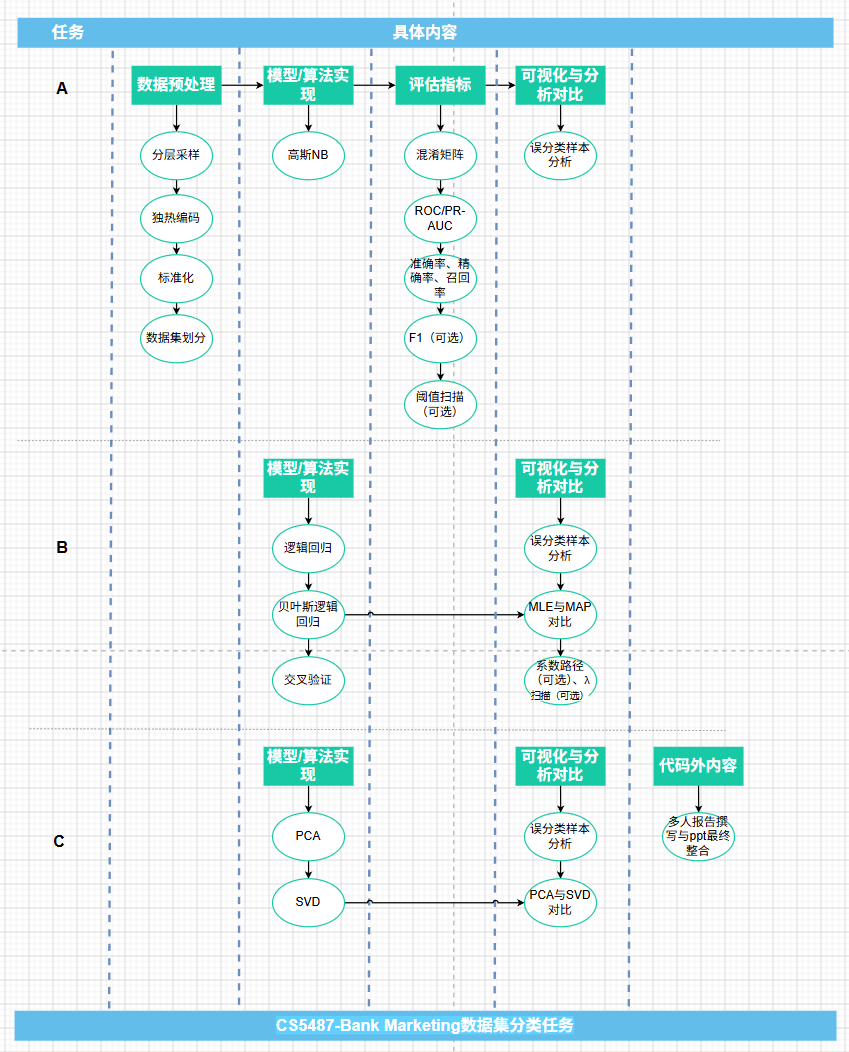 任务
具体内容
A
数据预处理
模型/算法实
现
评估指标
可视化与分
析对比
分层采样
高斯NB
混淆矩阵
误分类样本
分析
独热编码
ROC/PR-
AUC
标准化
准确率、精
确率、召回
率
数据集划分
F1（可选）
阈值扫描
（可选）
B
模型/算法实
现
可视化与分
析对比
逻辑回归
误分类样本
分析
贝叶斯逻辑
回归
MLE与MAP
对比
交叉验证
系数路径
（可选）、λ
扫描（可选）
C
模型/算法实
现
可视化与分
析对比
代码外内容
PCA
误分类样本
分析
多人报告撰
写与ppt最终
整合
SVD
PCA与SVD
对比
CS5487-Bank Marketing数据集分类任务